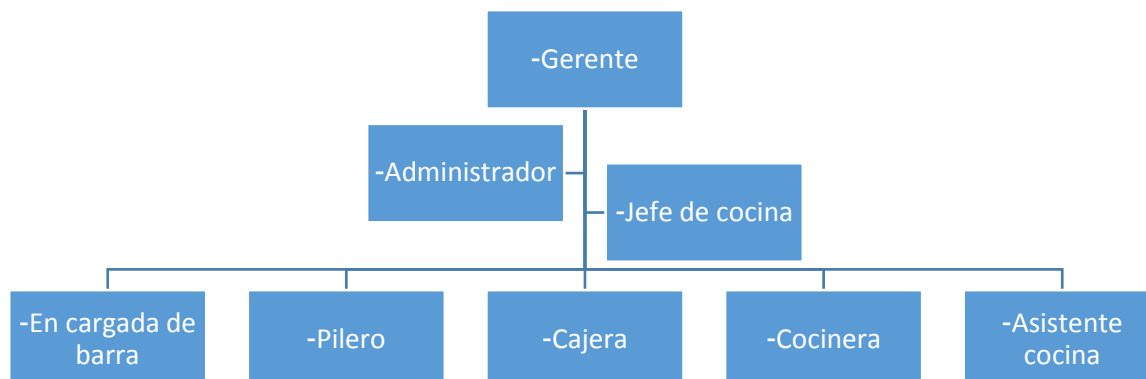 -Gerente
-Administrador
-Jefe de cocina
-En cargada de
barra
-Pilero
-Cajera
-Cocinera
-Asistente
cocina